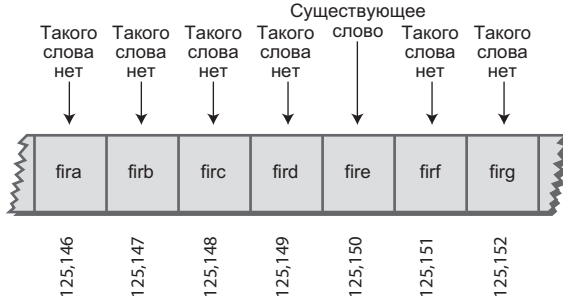 Такого слова нет
Такого слова нет
Такого слова нет
Такого слова нет
Существующее слово
Такого слова нет
Такого слова нет
fira firb firc fird fire firf firg
125,146 125,147 125,148 125,149 125,150 125,151 125,152